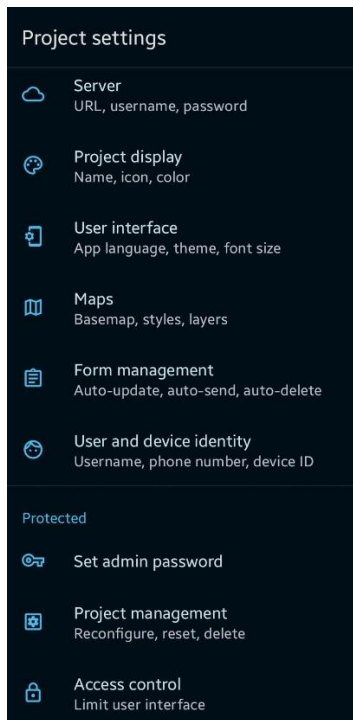 Project settings
Server
URL, username, password
Project display
Name, icon, color
User interface
App language, theme, font size
Maps
Basemap, styles, layers
Form management
Auto-update, auto-send, auto-delete
User and device identity
Username, phone number, device ID
Protected
Set admin password
Project management
Reconfigure, reset, delete
Access control
Limit user interface